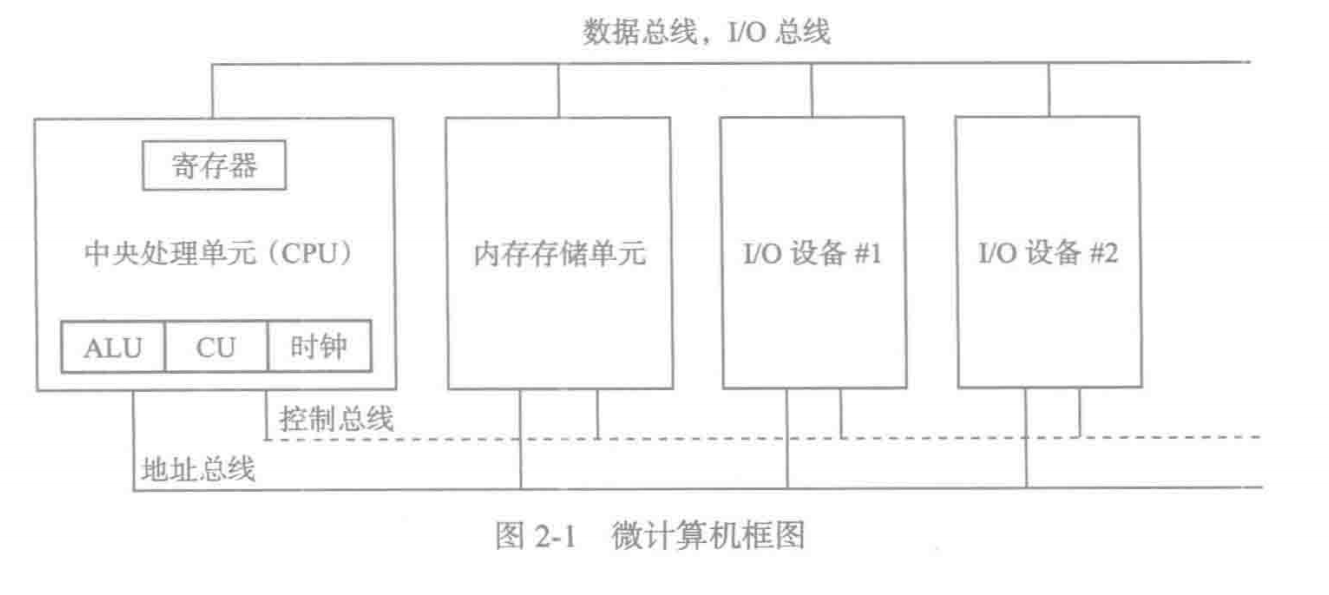 数据总线，I/O 总线
寄存器
中央处理单元（CPU）
内存存储单元
I/O 设备 #1
I/O 设备 #2
ALU
CU
时钟
控制总线
地址总线
图 2-1 微计算机框图